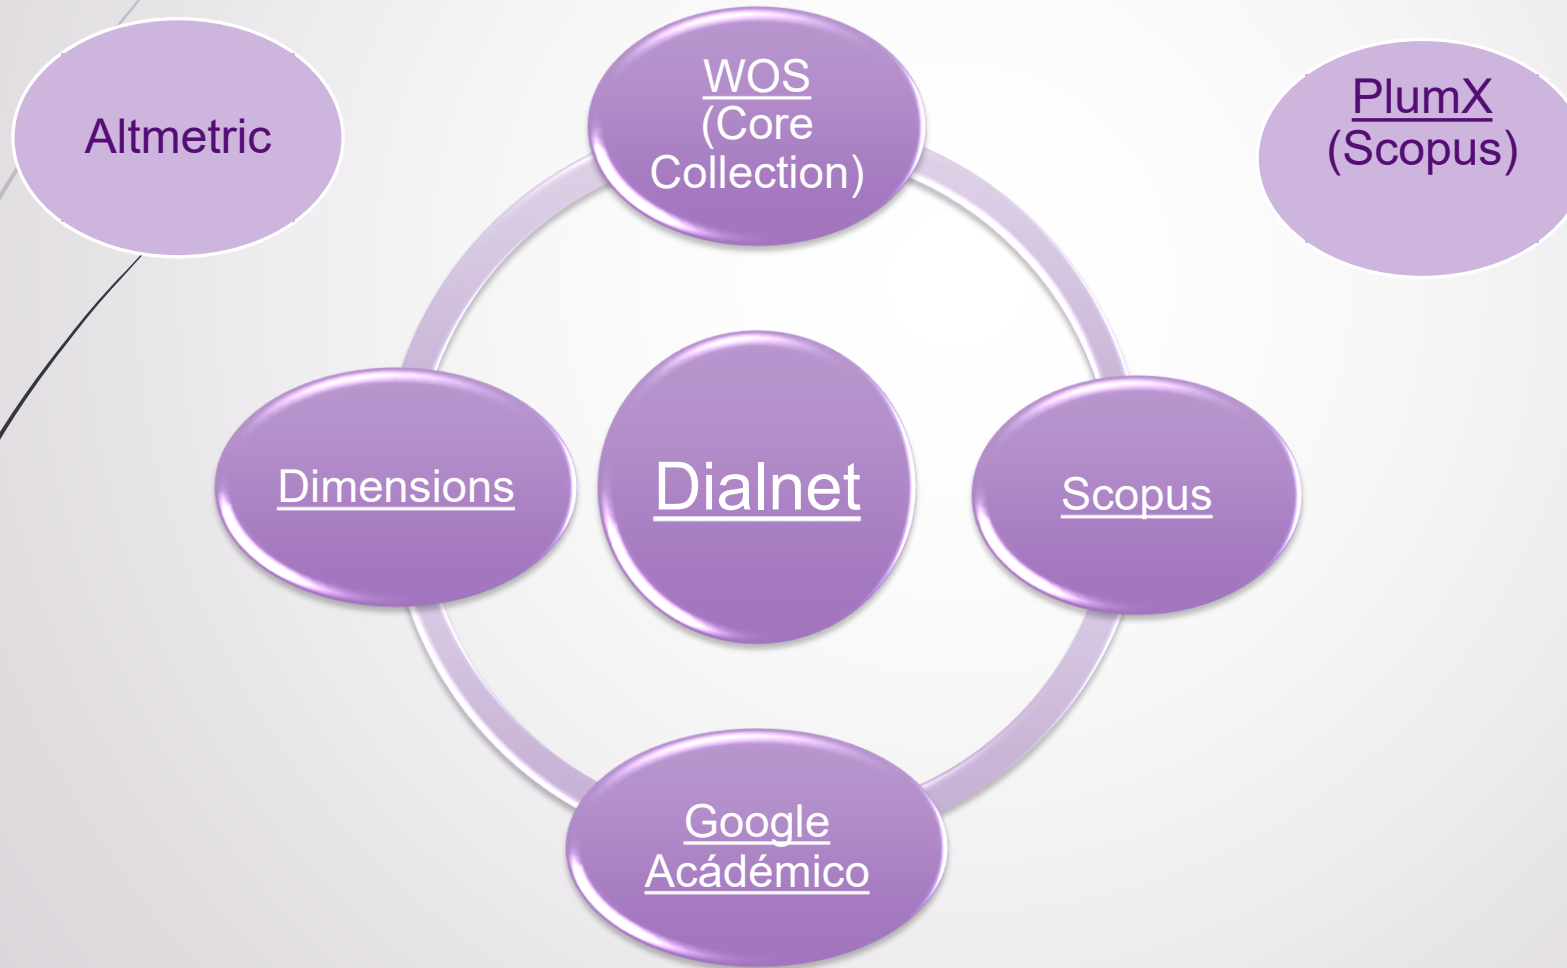 Altmetric
WOS
(Core
Collection)
PlumX
(Scopus)
Dimensions
Dialnet
Scopus
Google
Acádémico